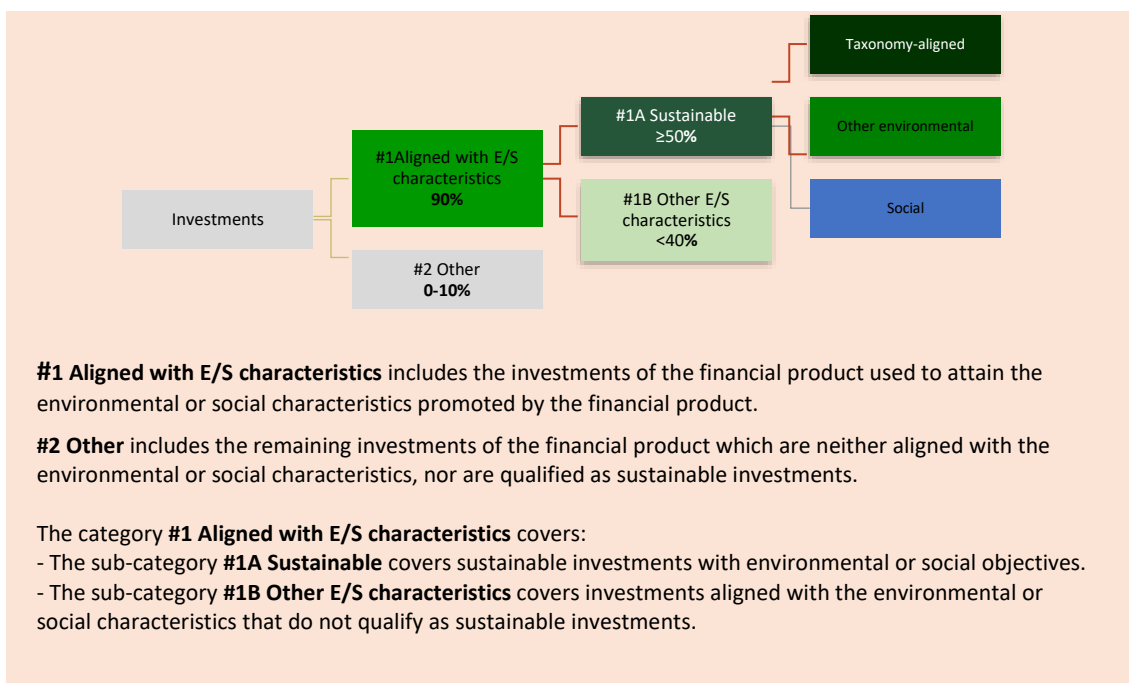 Taxonomy-aligned
#1A Sustainable
≥50%
Other environmental
#1Aligned with E/S
characteristics
90%
#1B Other E/S
characteristics
<40%
Social
Investments
#2 Other
0-10%
#1 Aligned with E/S characteristics includes the investments of the financial product used to attain the
environmental or social characteristics promoted by the financial product.
#2 Other includes the remaining investments of the financial product which are neither aligned with the
environmental or social characteristics, nor are qualified as sustainable investments.
The category #1 Aligned with E/S characteristics covers:
- The sub-category #1A Sustainable covers sustainable investments with environmental or social objectives.
- The sub-category #1B Other E/S characteristics covers investments aligned with the environmental or
social characteristics that do not qualify as sustainable investments.